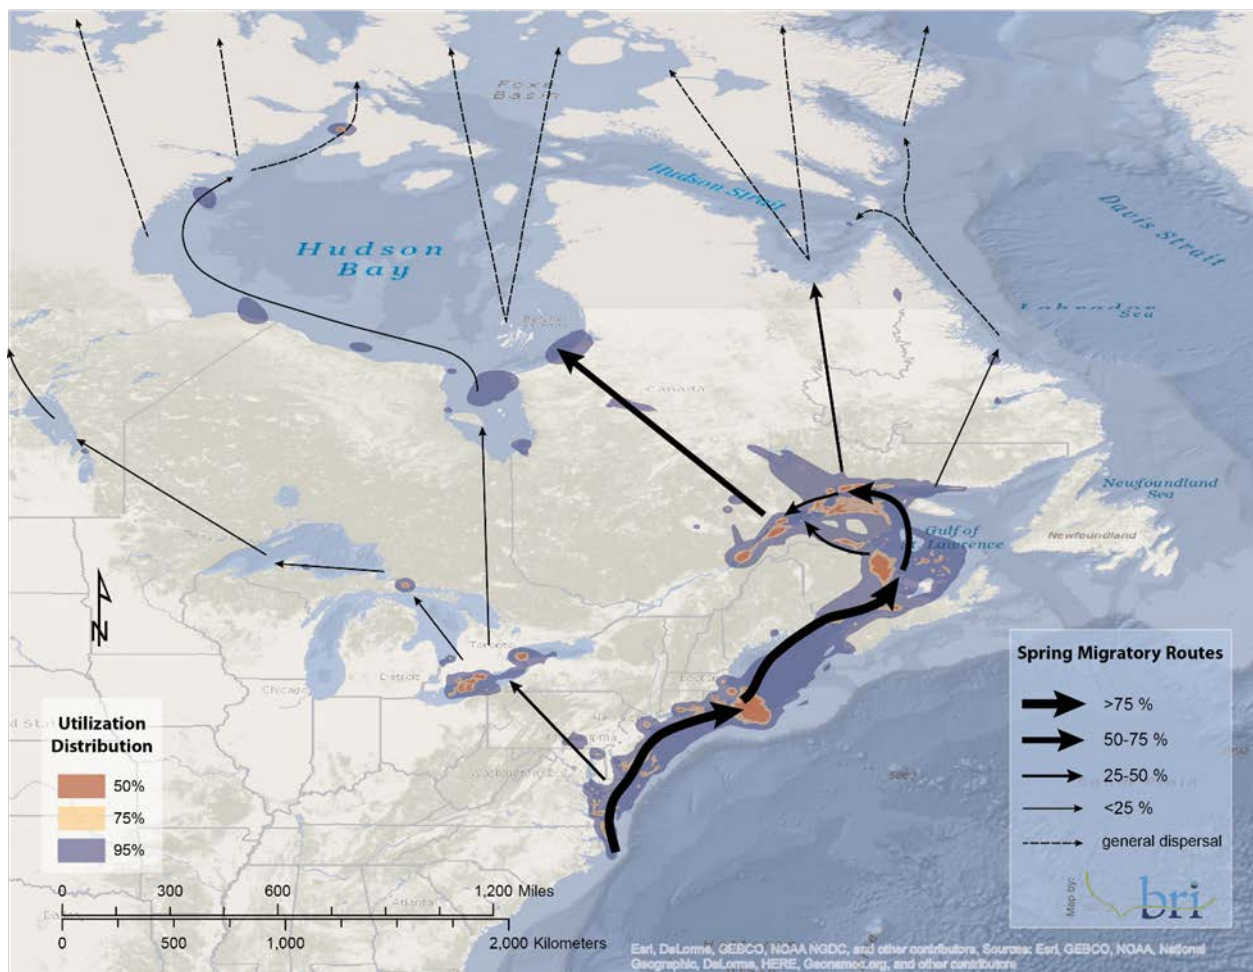 Foxe
Basin
Hudson Strait
Davis Strait
Hudson
Bay
Labrador
Sea
Canada
Newfoundland
Sea
Gulf of
Lawrence
Newfoundland
N
Toronto
Detroit
Chicago
Washington
Atlanta
Spring Migratory Routes
>75 %
50-75 %
25-50 %
<25 %
general dispersal
Map by:
bri
Utilization
Distribution
50%
75%
95%
0 300 600 1,200 Miles
0 500 1,000 2,000 Kilometers
Esri, DeLorme, GEBCO, NOAA NGDC, and other contributors, Sources: Esri, GEBCO, NOAA, National
Geographic, DeLorme, HERE, Geonames.org, and other contributors